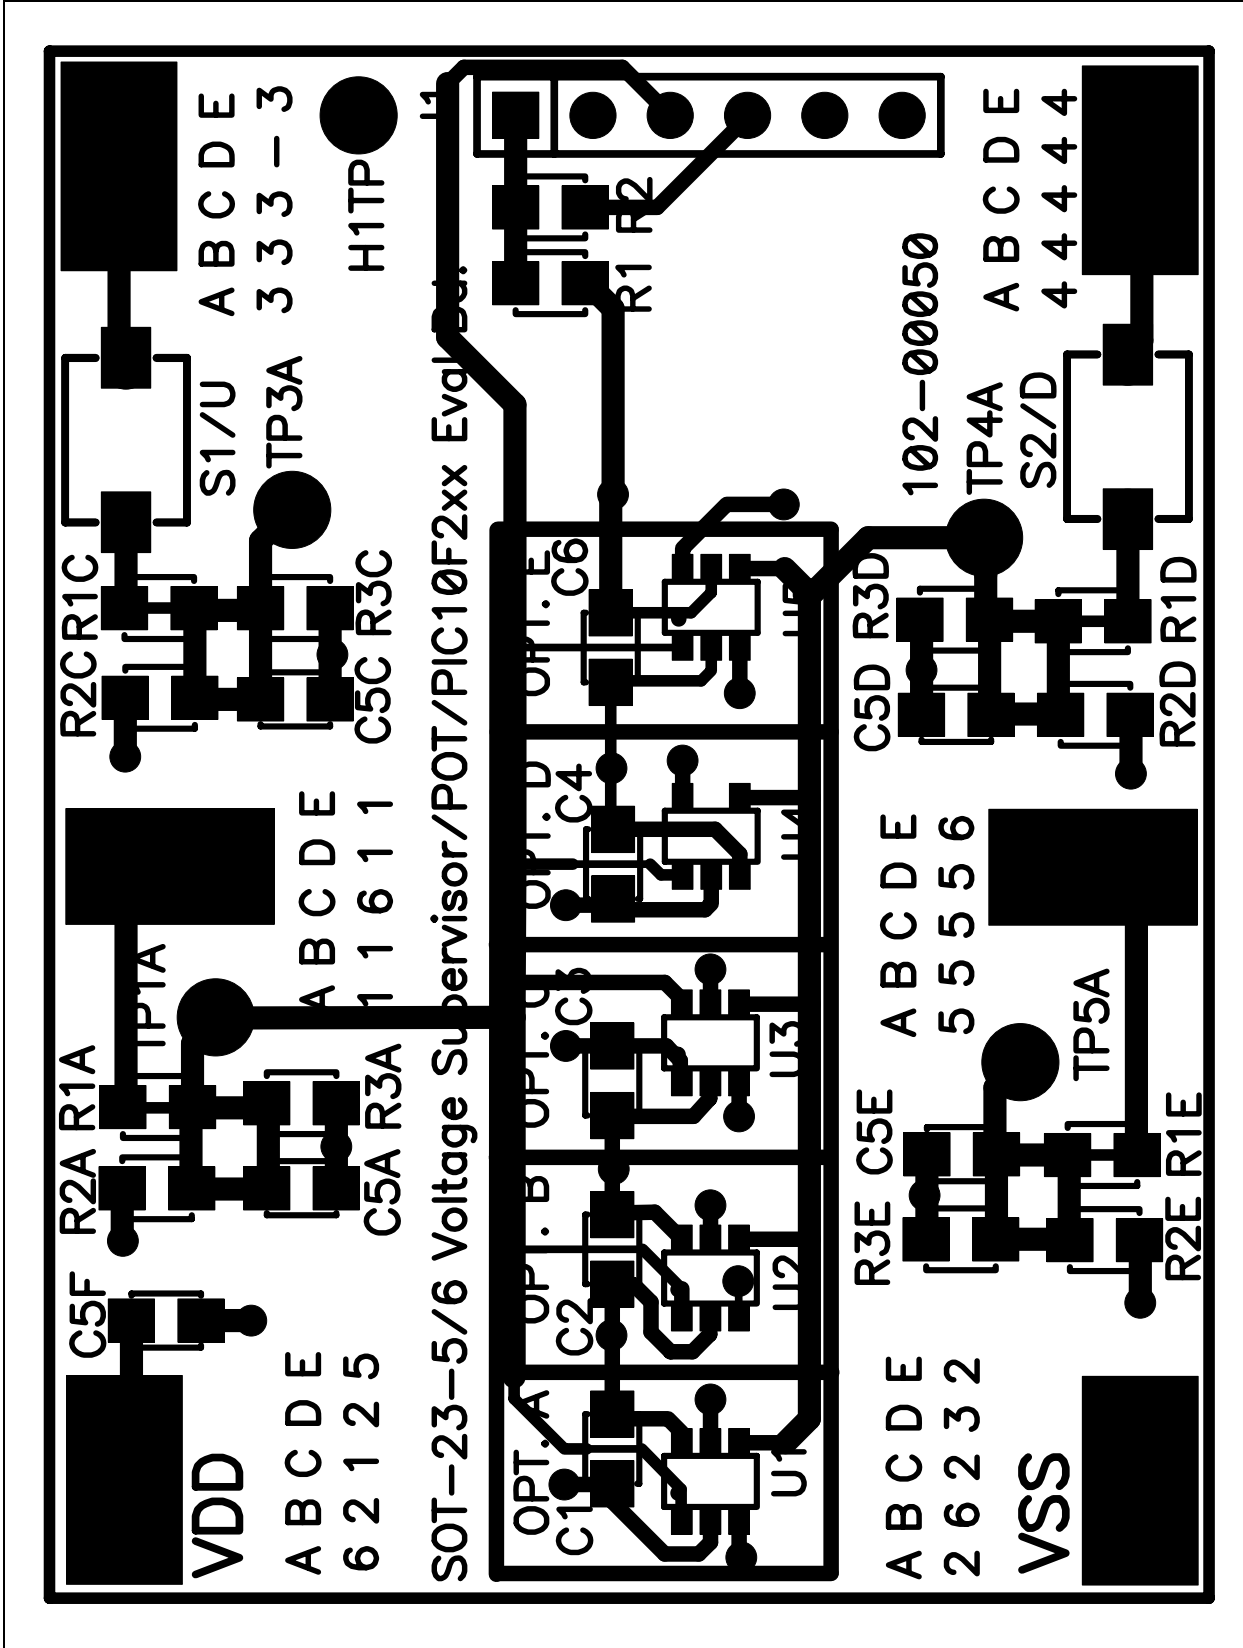 C5F
R2A R1A
R2C R1C
TP1A
C5A R3A
C5C R3C
S1/U
TP3A
VDD
A B C D E
6 2 1 2 5
A B C D E
1 1 6 1 1
A B C D E
3 3 3 - 3
H1TP
J1
SOT-23-5/6 Voltage Supervisor/POT/PIC10F2xx Eval Bd.
OPT. A
OPT. B
OPT. C
OPT. D
OPT. E
C1
C2
C3
C4
C6
R1
R2
U1
U2
U3
U4
U5
R3E C5E
C5D R3D
102-00050
A B C D E
2 6 2 3 2
A B C D E
5 5 5 5 6
A B C D E
4 4 4 4 4
TP4A
S2/D
VSS
TP5A
R2E R1E
R2D R1D